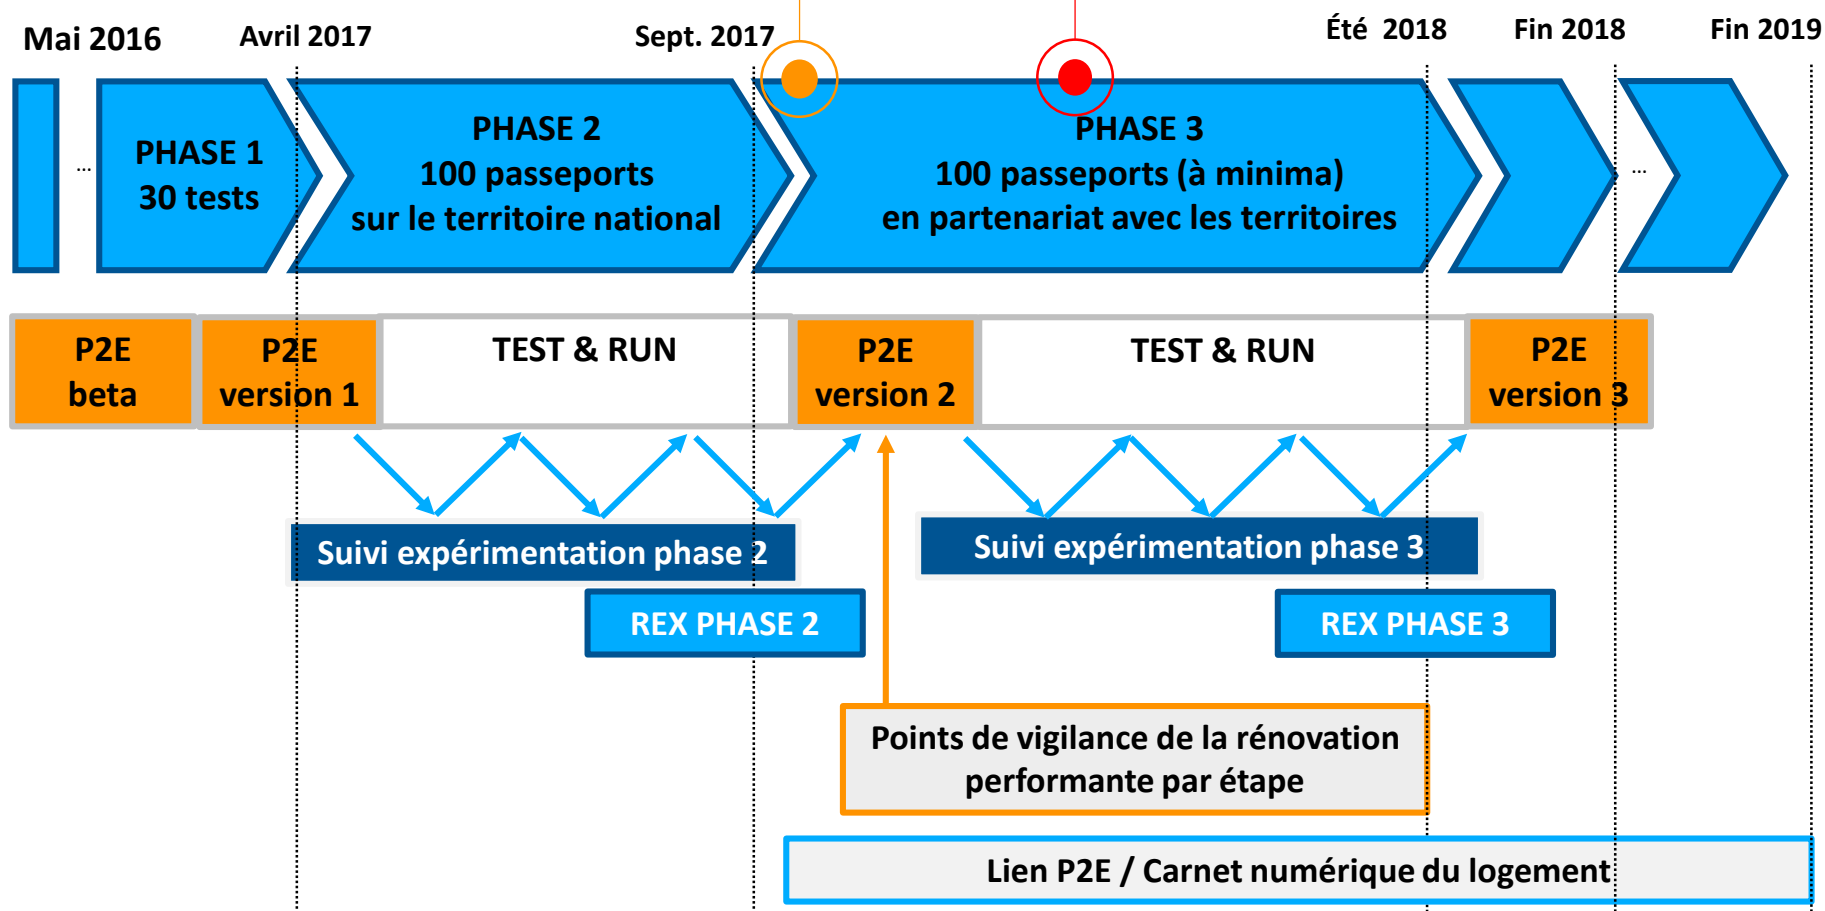 Mai 2016
Avril 2017
Sept. 2017
Été 2018
Fin 2018
Fin 2019
...
PHASE 1
30 tests
PHASE 2
100 passeports
sur le territoire national
PHASE 3
100 passeports (à minima)
en partenariat avec les territoires
...
P2E
beta
P2E
version 1
TEST & RUN
P2E
version 2
TEST & RUN
P2E
version 3
Suivi expérimentation phase 2
Suivi expérimentation phase 3
REX PHASE 2
REX PHASE 3
Points de vigilance de la rénovation
performante par étape
Lien P2E / Carnet numérique du logement